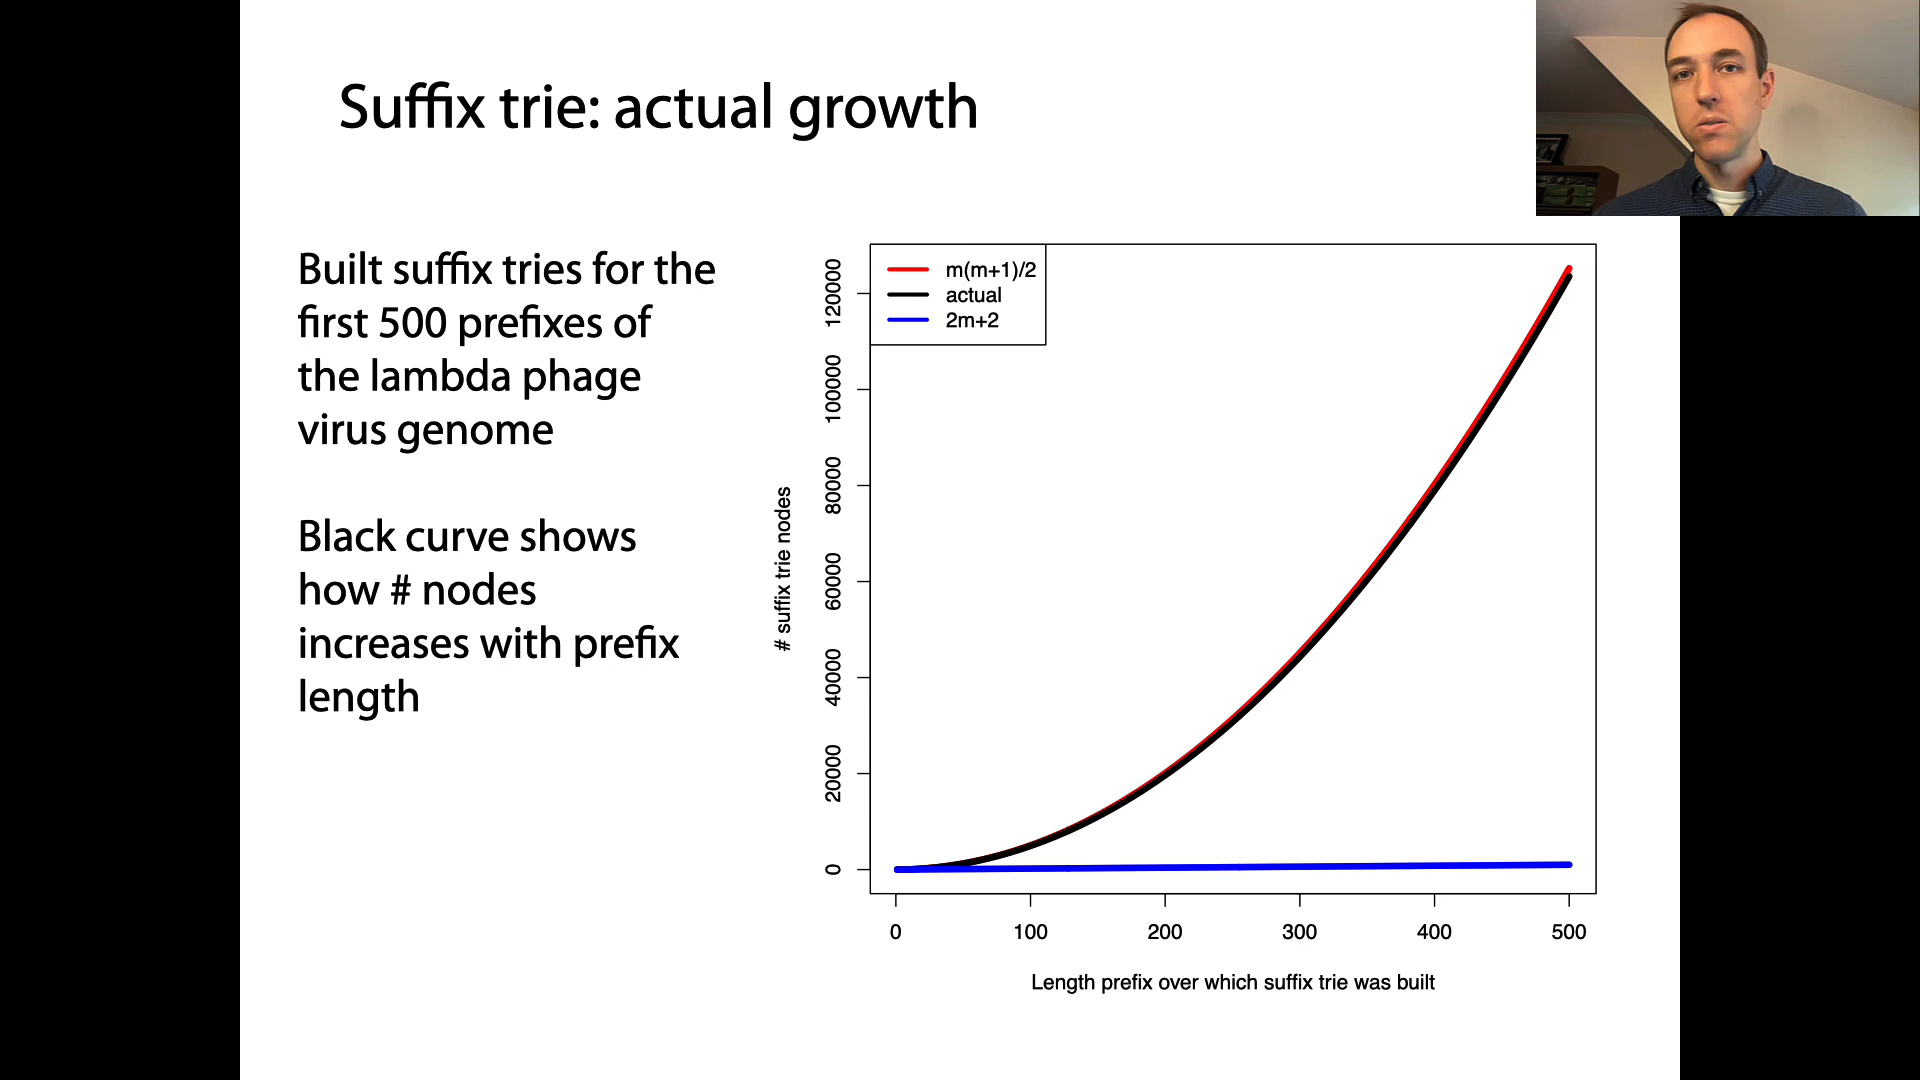 Suffix trie: actual growth
Built suffix tries for the
first 500 prefixes of
the lambda phage
virus genome
Black curve shows
how # nodes
increases with prefix
length
m(m+1)/2
actual
2m+2
# suffix trie nodes
120000
100000
80000
60000
40000
20000
0
0 100 200 300 400 500
Length prefix over which suffix trie was built